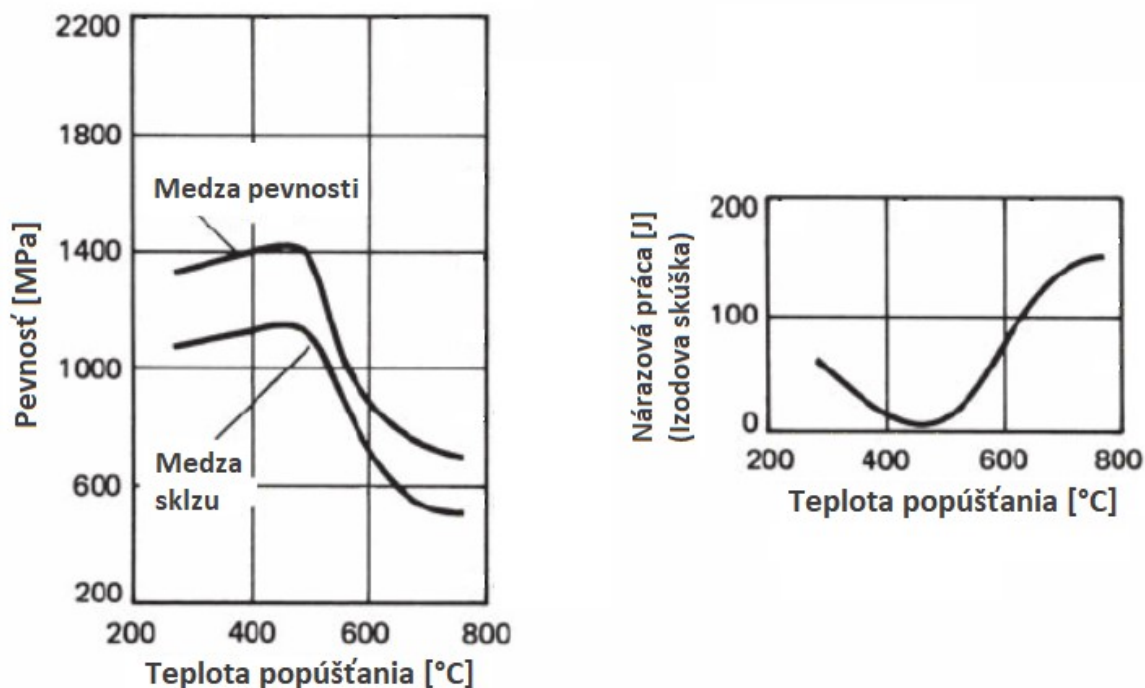 2200
1800
Medza pevnosti
1400
1000
Medza
sklzu
600
200
200 400 600 800
Pevnosť [MPa]
Teplota popúšťania [°C]
200
100
0
200 400 600 800
Nárazová práca [J]
(Izodova skúška)
Teplota popúšťania [°C]